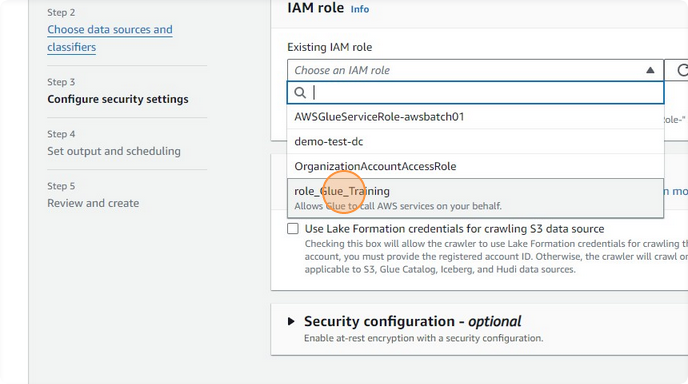 Step 2
Choose data sources and
classifiers
Step 3
Configure security settings
Step 4
Set output and scheduling
Step 5
Review and create
IAM role Info
Existing IAM role
Choose an IAM role
AWSGlueServiceRole-awsbatch01
demo-test-dc
OrganizationAccountAccessRole
role_Glue_Training
Allows Glue to call AWS services on your behalf.
Use Lake Formation credentials for crawling S3 data source
Checking this box will allow the crawler to use Lake Formation credentials for crawling
account, you must provide the registered account ID. Otherwise, the crawler will crawl
applicable to S3, Glue Catalog, Iceberg, and Hudi data sources.
Security configuration - optional
Enable at-rest encryption with a security configuration.